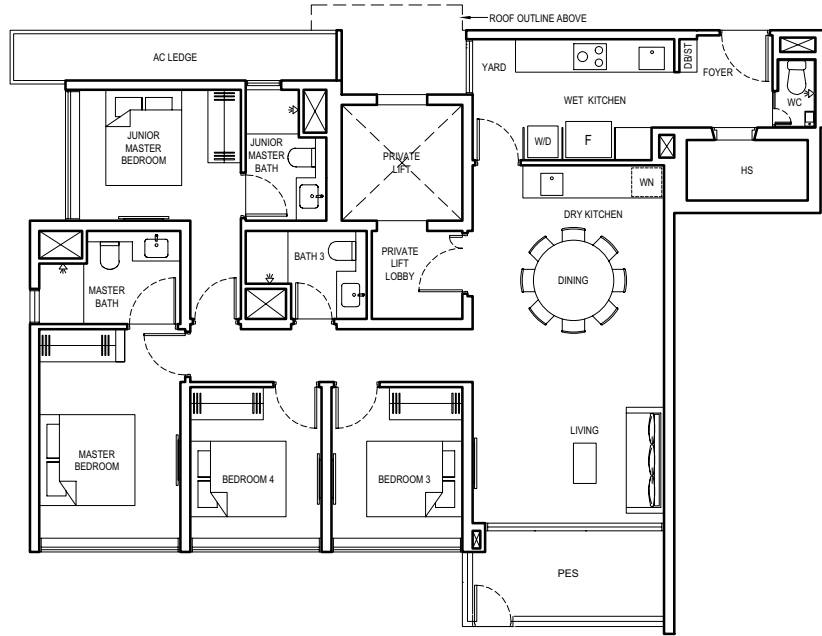 ROOF OUTLINE ABOVE
AC LEDGE
YARD
DB/ST
FOYER
WET KITCHEN
WC
JUNIOR
MASTER
BEDROOM
JUNIOR
MASTER
BATH
PRIVATE
LIFT
W/D
F
HS
WN
DRY KITCHEN
MASTER
BATH
BATH 3
PRIVATE
LIFT
LOBBY
DINING
LIVING
MASTER
BEDROOM
BEDROOM 4
BEDROOM 3
PES